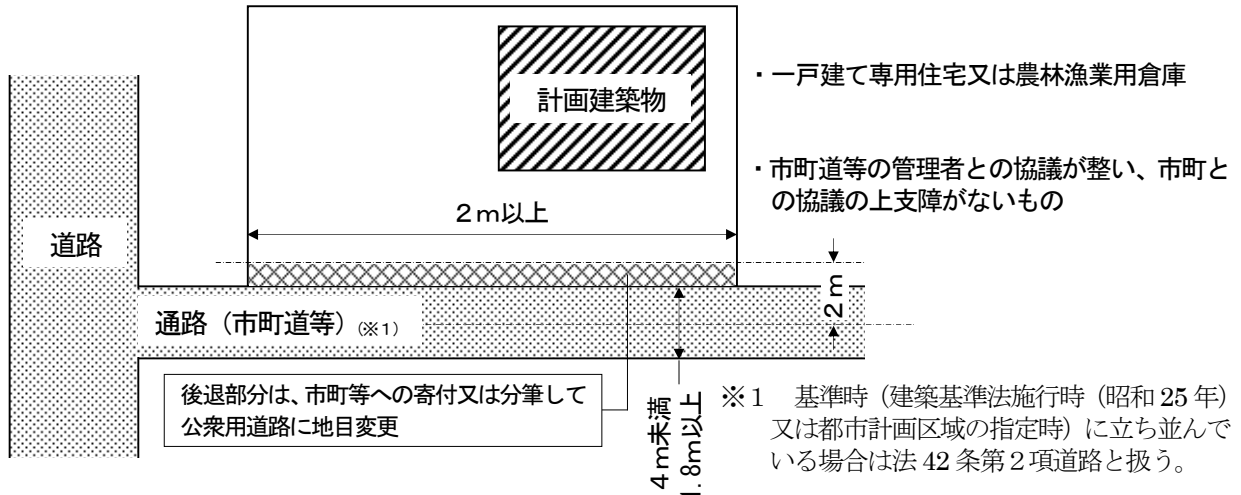 計画建築物
・一戸建て専用住宅又は農林漁業用倉庫
・市町道等の管理者との協議が整い、市町と
の協議の上支障がないもの
2m以上
道路
2m
通路（市町道等）（※1）
後退部分は、市町等への寄付又は分筆して
公衆用道路に地目変更
4m未満
1.8m以上
※1　基準時（建築基準法施行時（昭和25年）
又は都市計画区域の指定時）に立ち並んで
いる場合は法42条第2項道路と扱う。